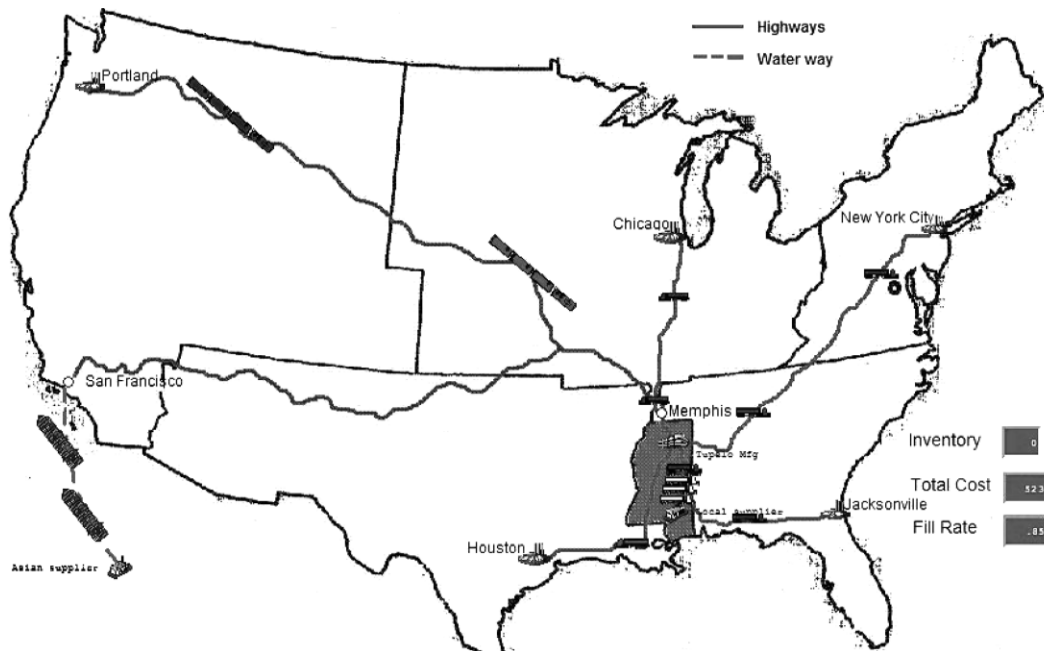 Highways
Water way
Portland
Chicago
New York City
San Francisco
Memphis
Tupelo Mfg
Inventory
0
Total Cost
523
Local supplier
Jacksonville
Fill Rate
.85
Houston
Asian supplier